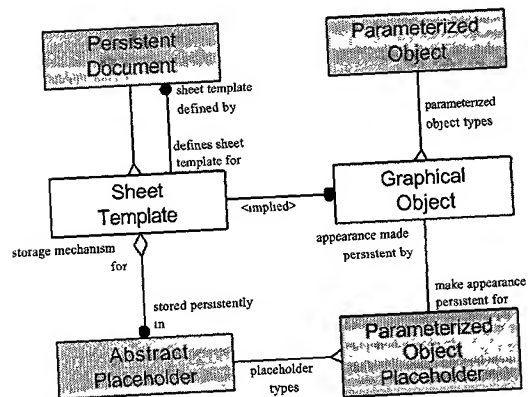 Persistent
Document
Parameterized
Object
sheet template
defined by
parameterized
object types
defines sheet
template for
Sheet
Template
<implied>
Graphical
Object
storage mechanism
for
appearance made
persistent by
stored persistently
in
make appearance
persistent for
Abstract
Placeholder
placeholder
types
Parameterized
Object
Placeholder